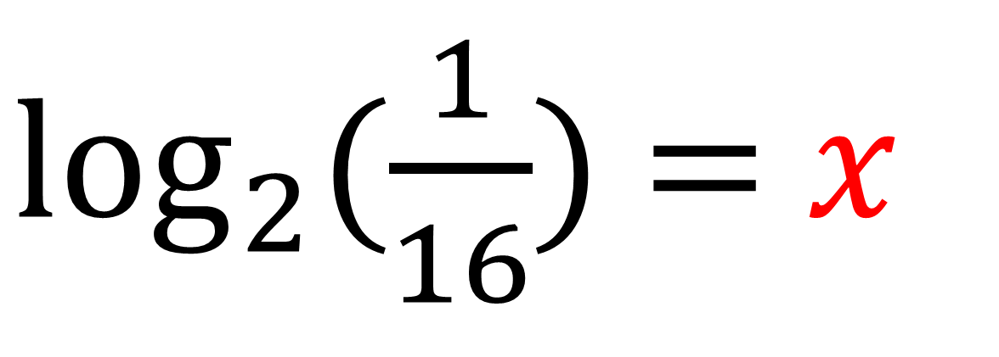 log₂(1/16) = x